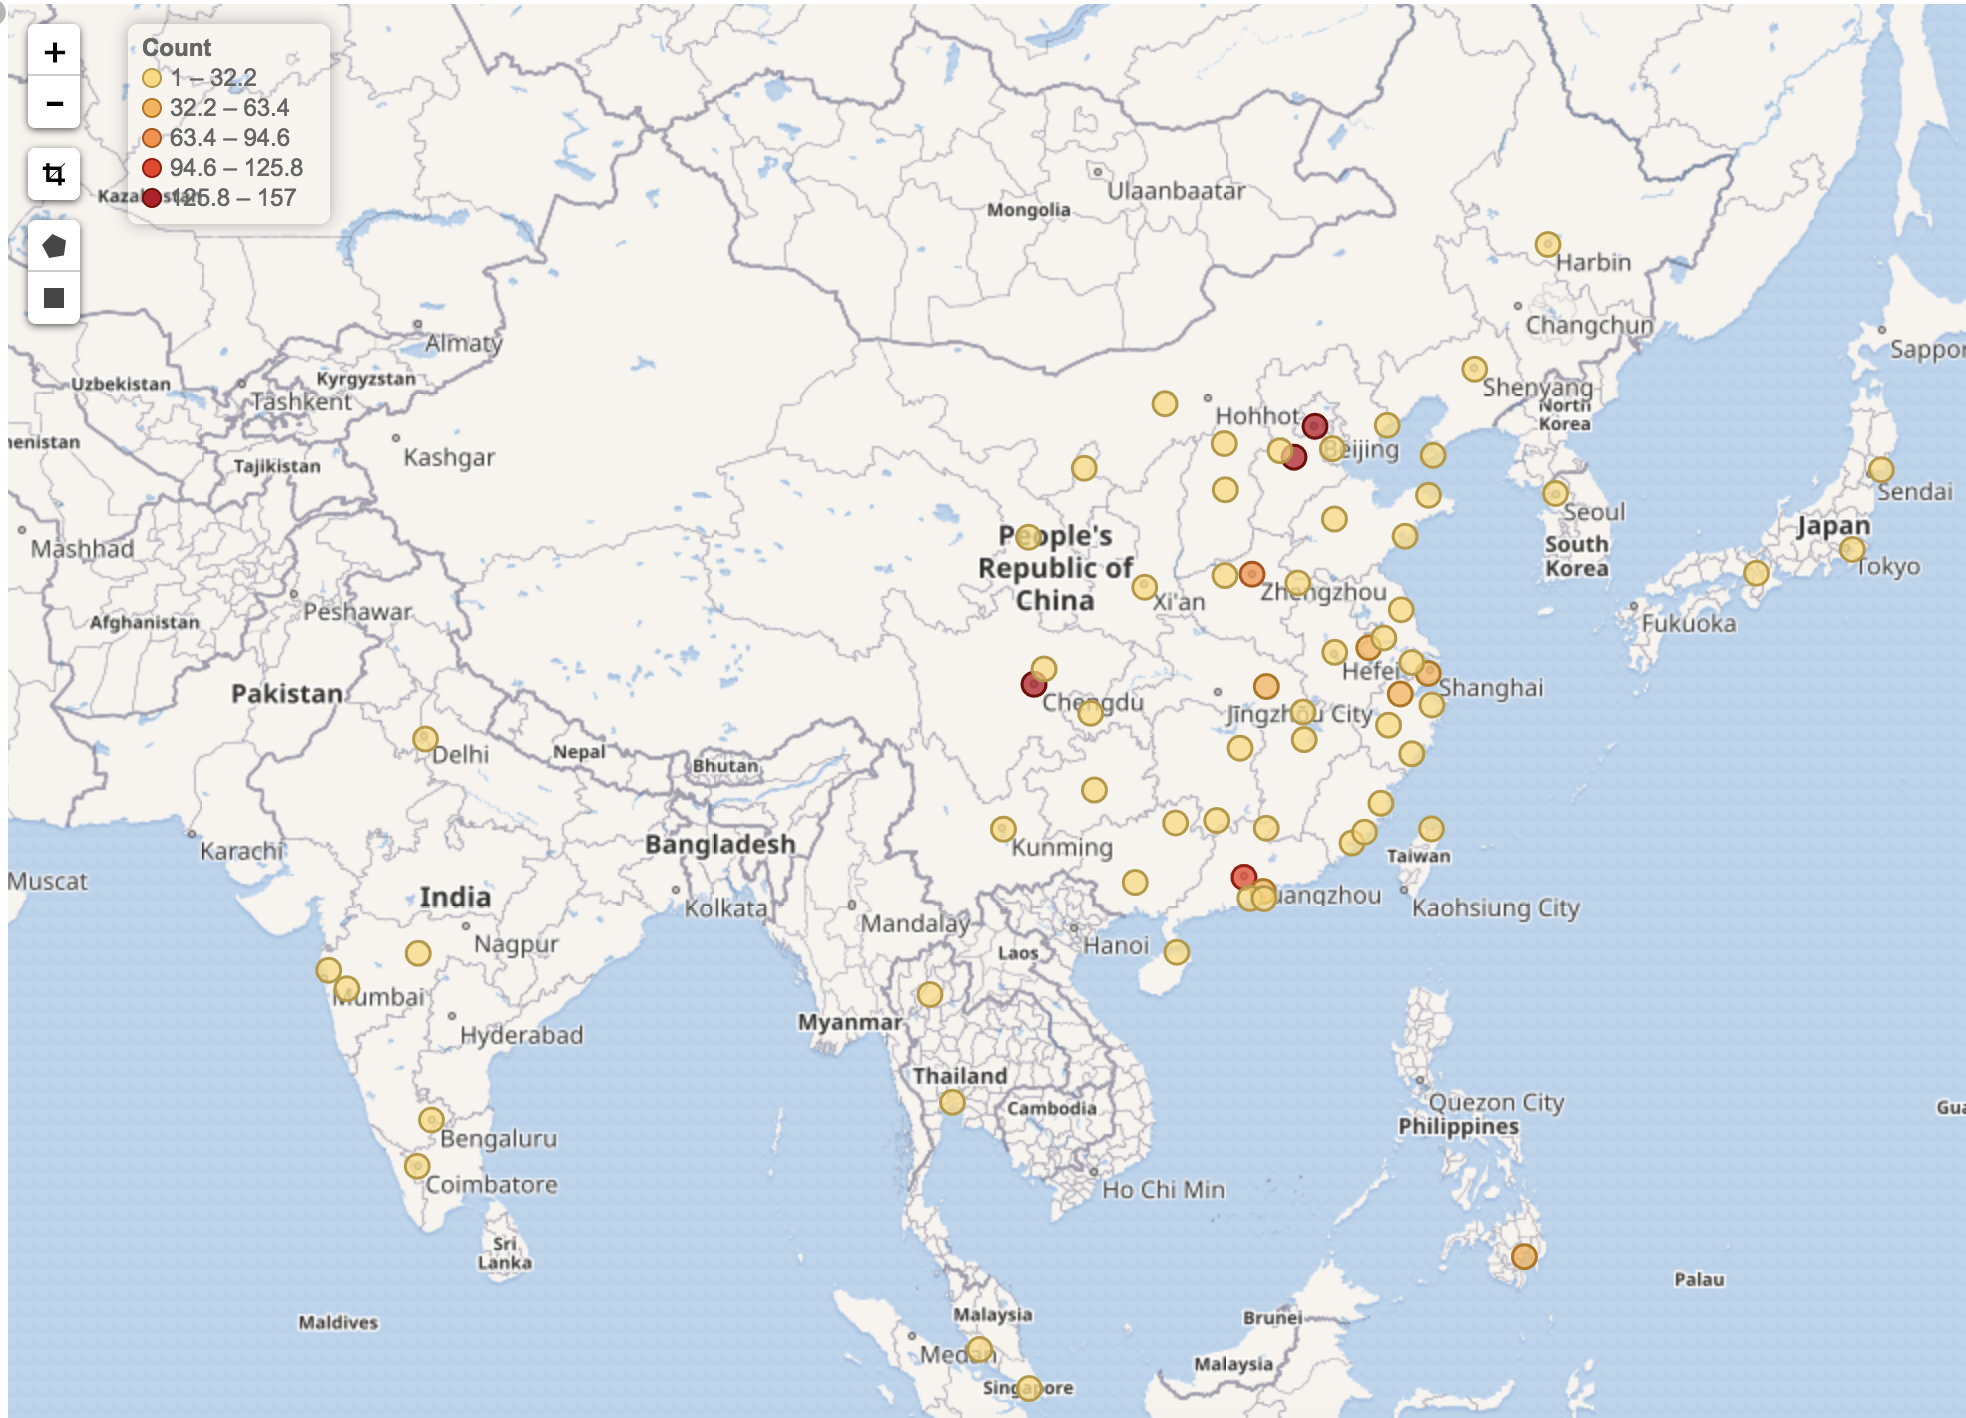 +
Count
1 – 32.2
32.2 – 63.4
−
63.4 – 94.6
94.6 – 125.8
125.8 – 157
Ulaanbaatar
Mongolia
Harbin
Changchun
Almaty
Sappor
Uzbekistan
Kyrgyzstan
Tashkent
Shenyang
North
Korea
Hohhot
Beijing
Kashgar
Tajikistan
Sendai
Seoul
Japan
People's
Republic of
China
South
Korea
Mashhad
Tokyo
Zhengzhou
Xi'an
Peshawar
Afghanistan
Fukuoka
Hefei
Shanghai
Pakistan
Chengdu
Jīngzhōu City
Delhi
Nepal
Bhutan
Karachi
Bangladesh
Kunming
Taiwan
Muscat
India
Kolkata
Mandalay
uangzhou
Kaohsiung City
Nagpur
Hanoi
Laos
Mumbai
Myanmar
Hyderabad
Thailand
Cambodia
Quezon City
Philippines
Gua
Bengaluru
Coimbatore
Ho Chi Min
Sri
Lanka
Palau
Maldives
Malaysia
Brunei
Medan
Malaysia
Singapore